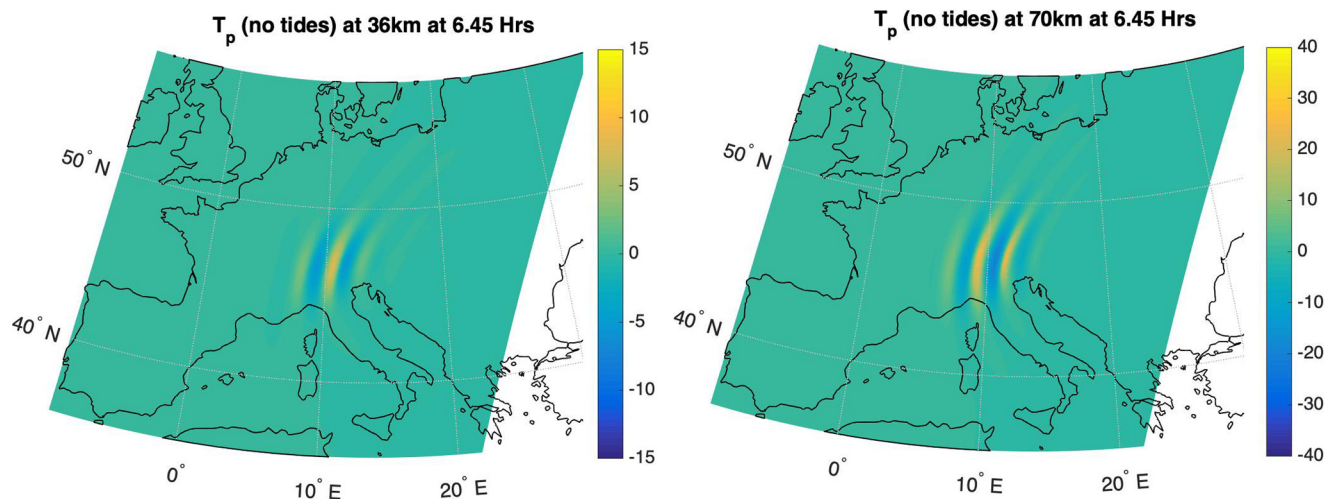 T_p (no tides) at 36km at 6.45 Hrs
15
10
5
0
-5
-10
-15
50° N
40° N
0°
10° E
20° E
T_p (no tides) at 70km at 6.45 Hrs
40
30
20
10
0
-10
-20
-30
-40
50° N
40° N
0°
10° E
20° E